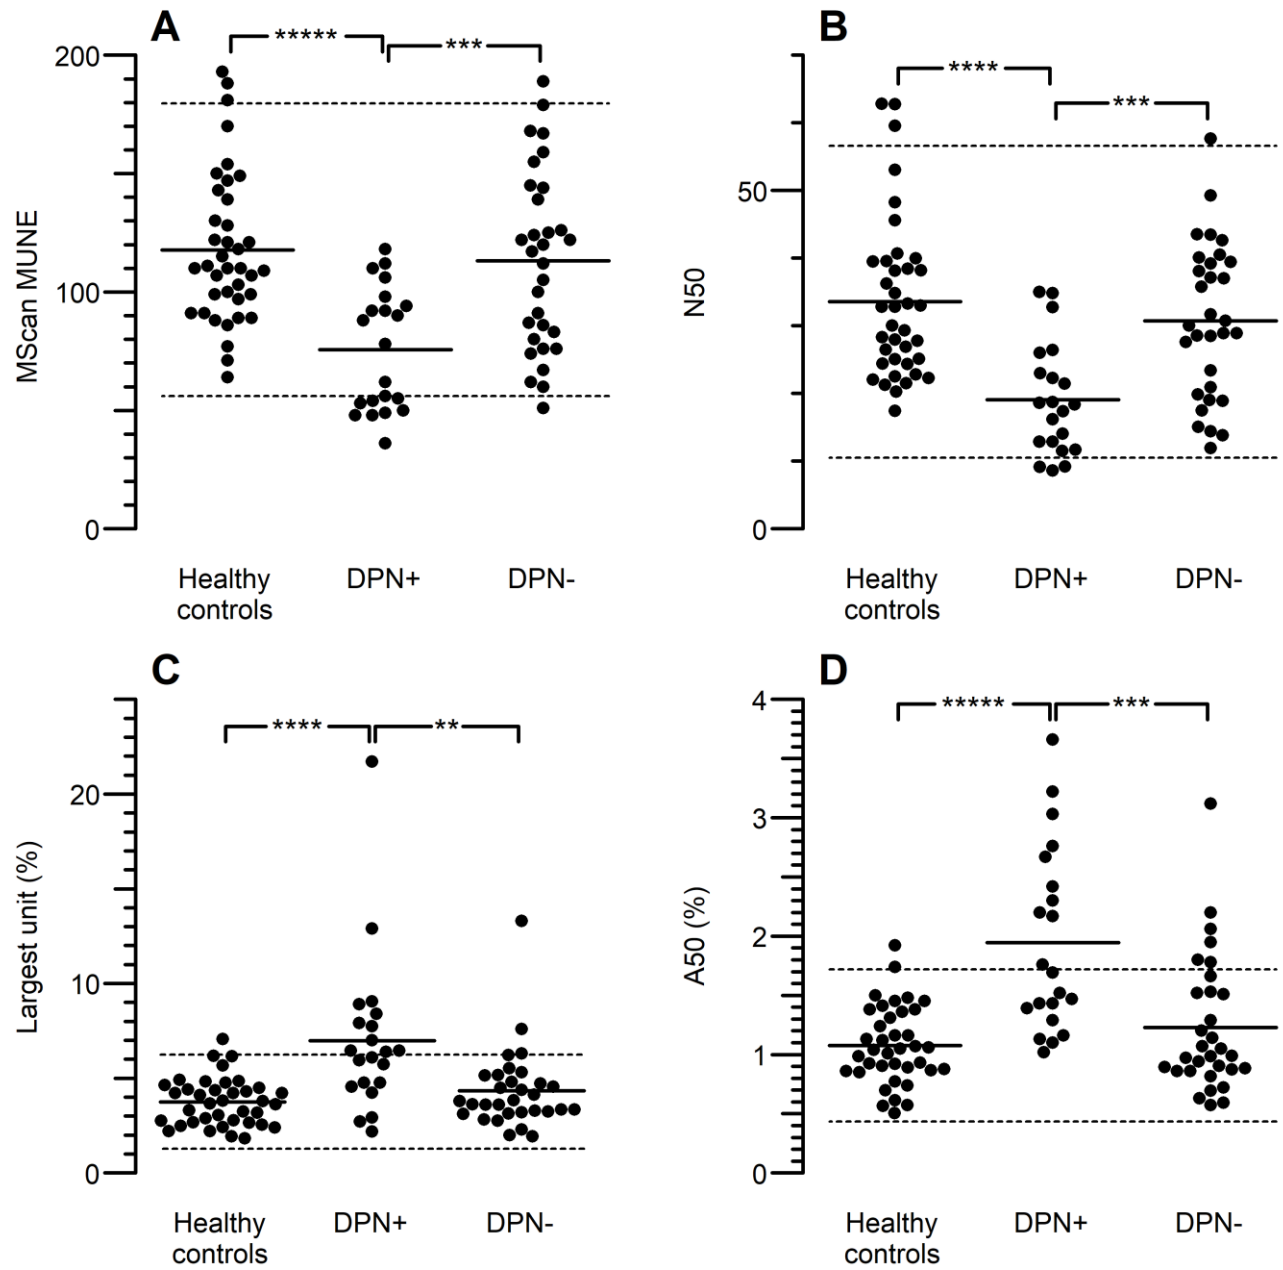 A
*****
***
200
100
0
MScan MUNE
Healthy
controls
DPN+
DPN-
B
****
***
50
0
N50
Healthy
controls
DPN+
DPN-
C
****
**
20
10
0
Largest unit (%)
Healthy
controls
DPN+
DPN-
D
*****
***
4
3
2
1
0
A50 (%)
Healthy
controls
DPN+
DPN-